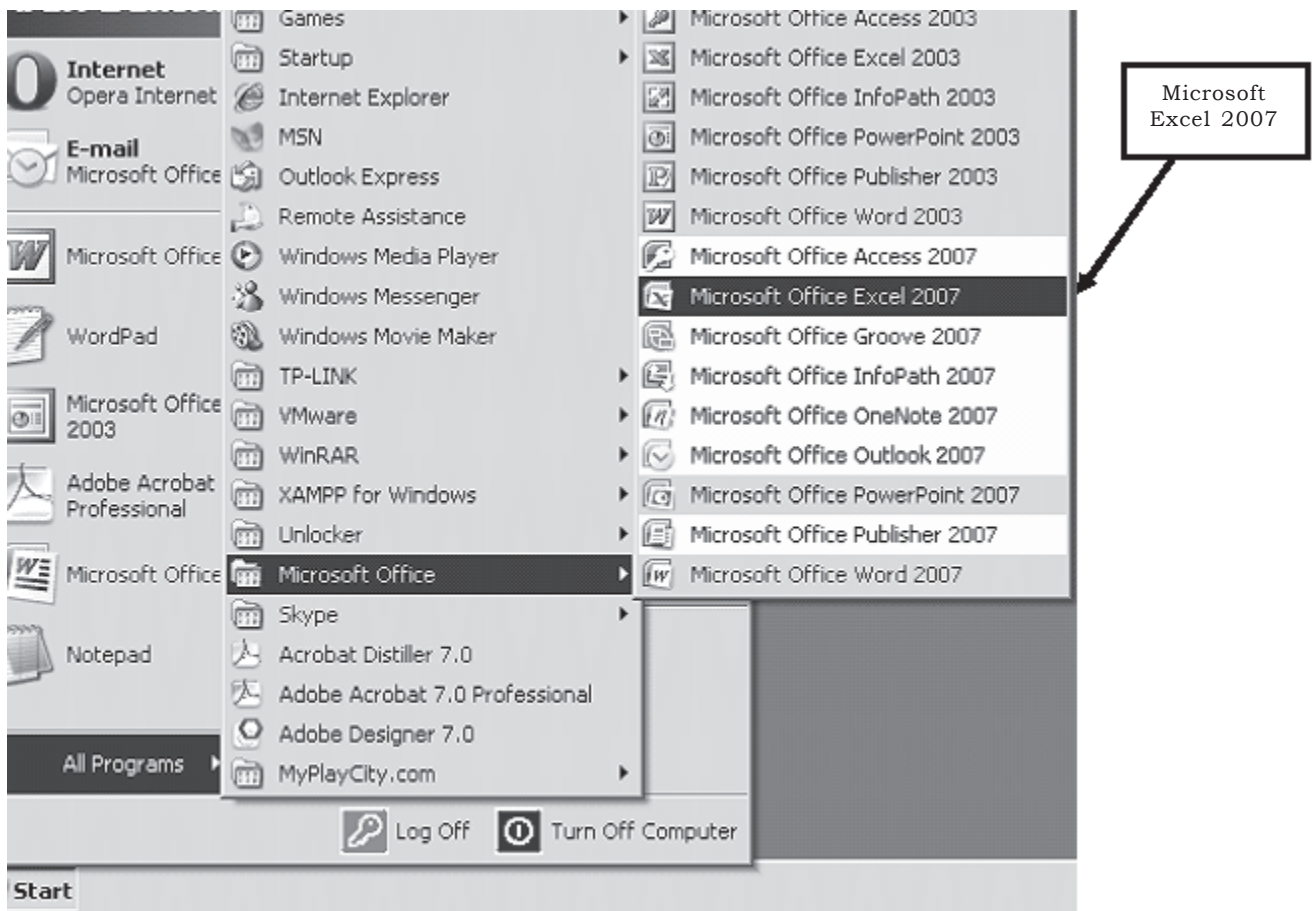 Internet
Opera Internet
E-mail
Microsoft Office
Microsoft Office
WordPad
Microsoft Office
2003
Adobe Acrobat
Professional
Microsoft Office
Notepad
All Programs
Games
Startup
Internet Explorer
MSN
Outlook Express
Remote Assistance
Windows Media Player
Windows Messenger
Windows Movie Maker
TP-LINK
VMware
WinRAR
XAMPP for Windows
Unlocker
Microsoft Office
Skype
Acrobat Distiller 7.0
Adobe Acrobat 7.0 Professional
Adobe Designer 7.0
MyPlayCity.com
Microsoft Office Access 2003
Microsoft Office Excel 2003
Microsoft Office InfoPath 2003
Microsoft Office PowerPoint 2003
Microsoft Office Publisher 2003
Microsoft Office Word 2003
Microsoft Office Access 2007
Microsoft Office Excel 2007
Microsoft Office Groove 2007
Microsoft Office InfoPath 2007
Microsoft Office OneNote 2007
Microsoft Office Outlook 2007
Microsoft Office PowerPoint 2007
Microsoft Office Publisher 2007
Microsoft Office Word 2007
Microsoft
Excel 2007
Log Off
Turn Off Computer
Start